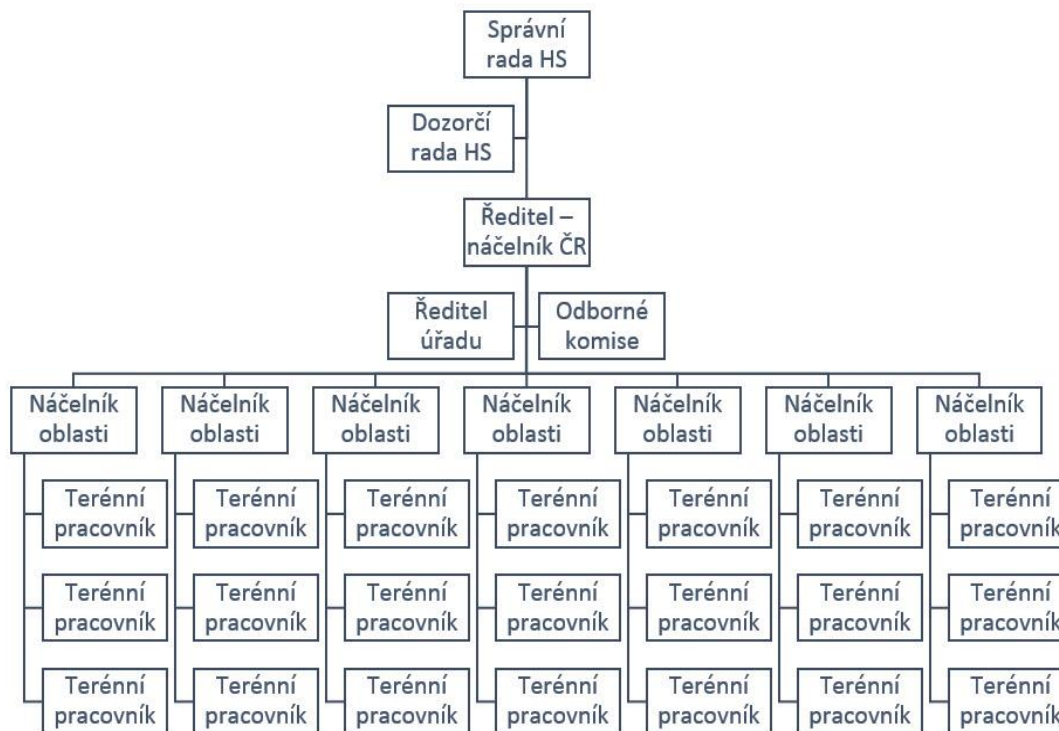 Správní
rada HS
Dozorčí
rada HS
Ředitel –
náčelník ČR
Ředitel
úřadu
Odborné
komise
Náčelník
oblasti
Náčelník
oblasti
Náčelník
oblasti
Náčelník
oblasti
Náčelník
oblasti
Náčelník
oblasti
Náčelník
oblasti
Terénní
pracovník
Terénní
pracovník
Terénní
pracovník
Terénní
pracovník
Terénní
pracovník
Terénní
pracovník
Terénní
pracovník
Terénní
pracovník
Terénní
pracovník
Terénní
pracovník
Terénní
pracovník
Terénní
pracovník
Terénní
pracovník
Terénní
pracovník
Terénní
pracovník
Terénní
pracovník
Terénní
pracovník
Terénní
pracovník
Terénní
pracovník
Terénní
pracovník
Terénní
pracovník